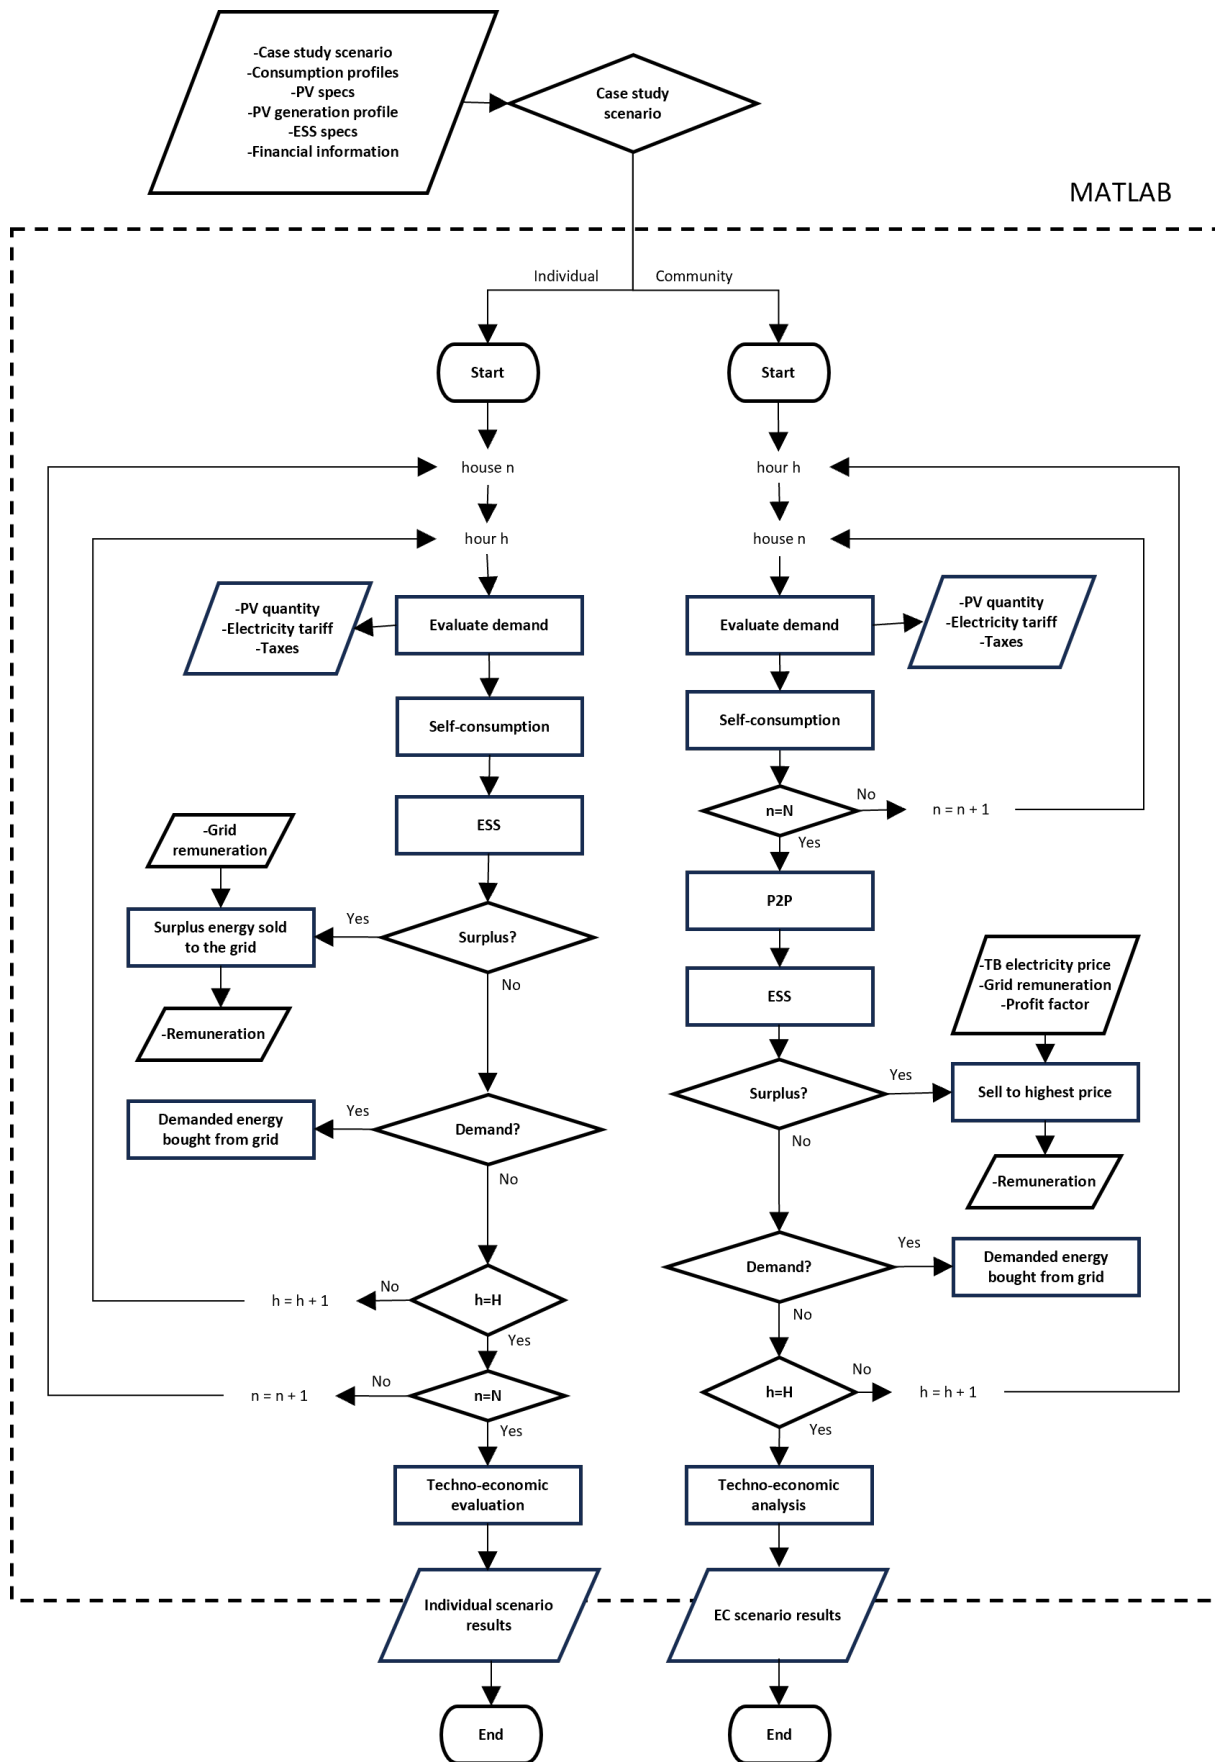 -Case study scenario
-Consumption profiles
-PV specs
-PV generation profile
-ESS specs
-Financial information
Case study
scenario
MATLAB
Individual
Community
Start
house n
hour h
Evaluate demand
-PV quantity
-Electricity tariff
-Taxes
Self-consumption
ESS
-Grid
remuneration
Surplus energy sold
to the grid
Yes
Surplus?
No
-Remuneration
Demanded energy
bought from grid
Yes
Demand?
No
h=H
No
h = h + 1
Yes
n=N
No
n = n + 1
Yes
Techno-economic
evaluation
Individual scenario
results
End
Start
hour h
house n
Evaluate demand
-PV quantity
-Electricity tariff
-Taxes
Self-consumption
n=N
No
n = n + 1
Yes
P2P
ESS
-TB electricity price
-Grid remuneration
-Profit factor
Surplus?
Yes
Sell to highest price
No
-Remuneration
Demand?
Yes
Demanded energy
bought from grid
No
h=H
No
h = h + 1
Yes
Techno-economic
analysis
EC scenario results
End